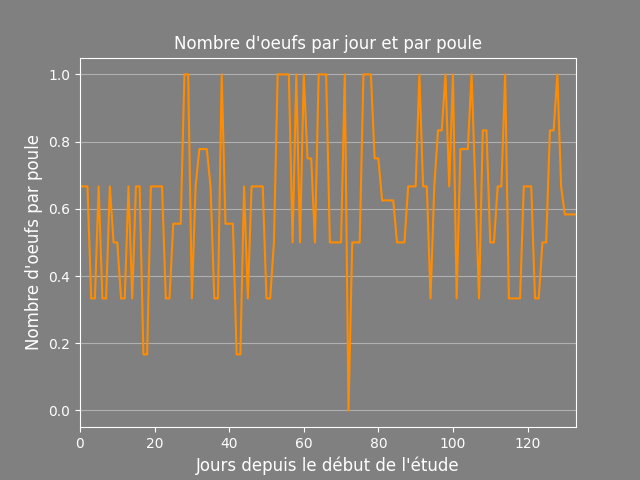 Nombre d'oeufs par jour et par poule
Nombre d'oeufs par poule
1.0
0.8
0.6
0.4
0.2
0.0
0 20 40 60 80 100 120
Jours depuis le début de l'étude